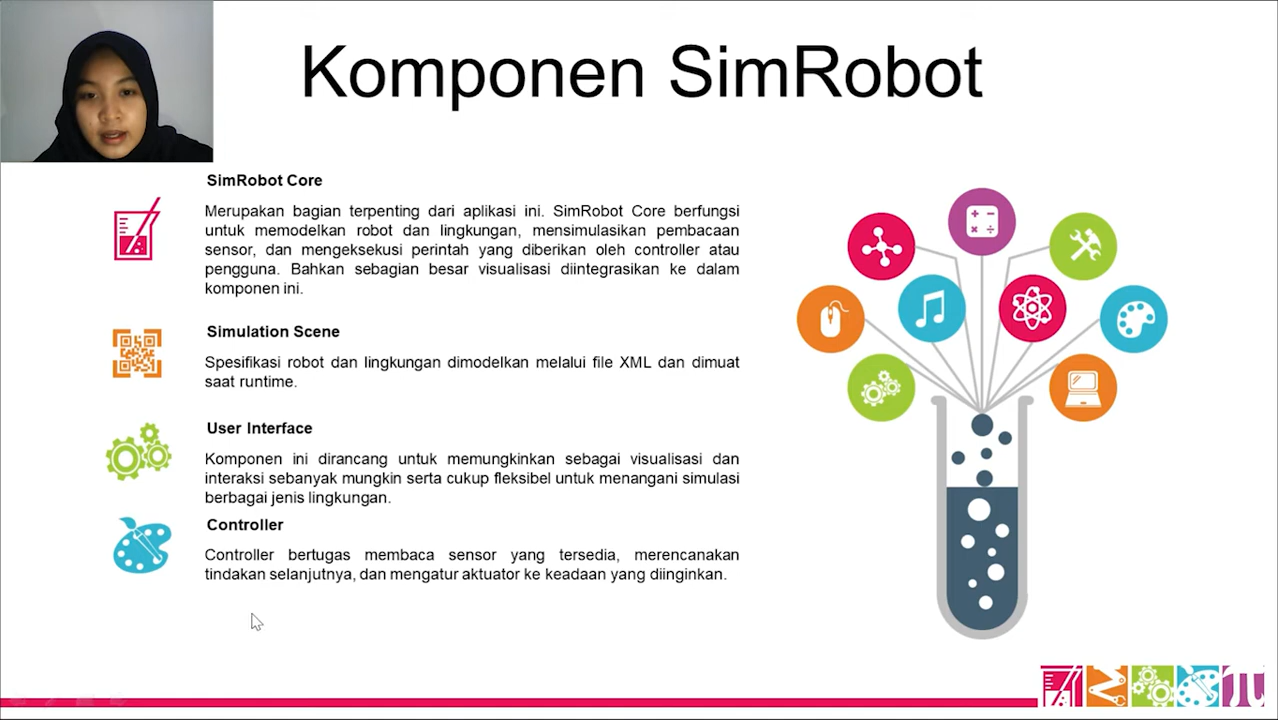 Komponen SimRobot
SimRobot Core
Merupakan bagian terpenting dari aplikasi ini. SimRobot Core berfungsi
untuk memodelkan robot dan lingkungan, mensimulasikan pembacaan
sensor, dan mengeksekusi perintah yang diberikan oleh controller atau
pengguna. Bahkan sebagian besar visualisasi diintegrasikan ke dalam
komponen ini.
Simulation Scene
Spesifikasi robot dan lingkungan dimodelkan melalui file XML dan dimuat
saat runtime.
User Interface
Komponen ini dirancang untuk memungkinkan sebagai visualisasi dan
interaksi sebanyak mungkin serta cukup fleksibel untuk menangani simulasi
berbagai jenis lingkungan.
Controller
Controller bertugas membaca sensor yang tersedia, merencanakan
tindakan selanjutnya, dan mengatur aktuator ke keadaan yang diinginkan.